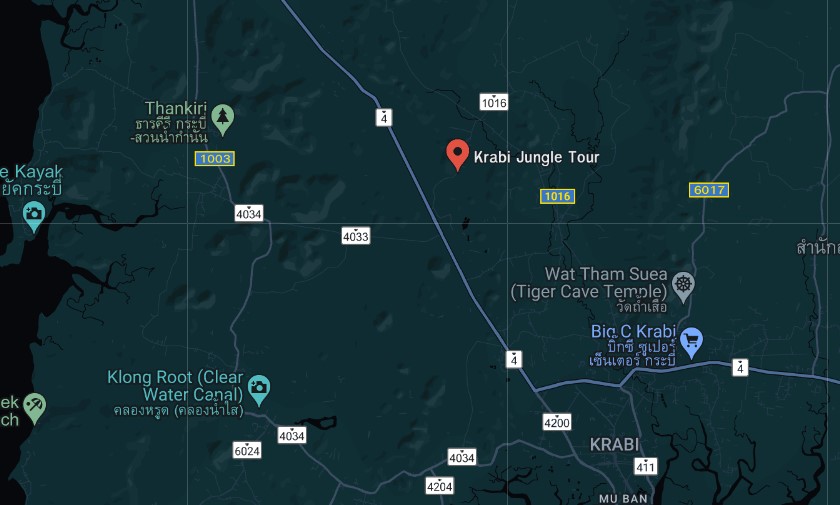 1016
Thankiri
ธารคีรี กระบี่
-สวนน้ำกำนัน
4
Krabi Jungle Tour
1003
e Kayak
ยัคกระบี่
1016
6017
4034
4033
สำนัก
Wat Tham Suea
(Tiger Cave Temple)
วัดถ้ำเสือ
Big C Krabi
บิ๊กซี ซูเปอร์
เซ็นเตอร์ กระบี่
4
4
Klong Root (Clear
Water Canal)
คลองหรูด (คลองน้ำใส)
ek
ch
4200
4034
KRABI
6024
4034
411
4204
MU BAN